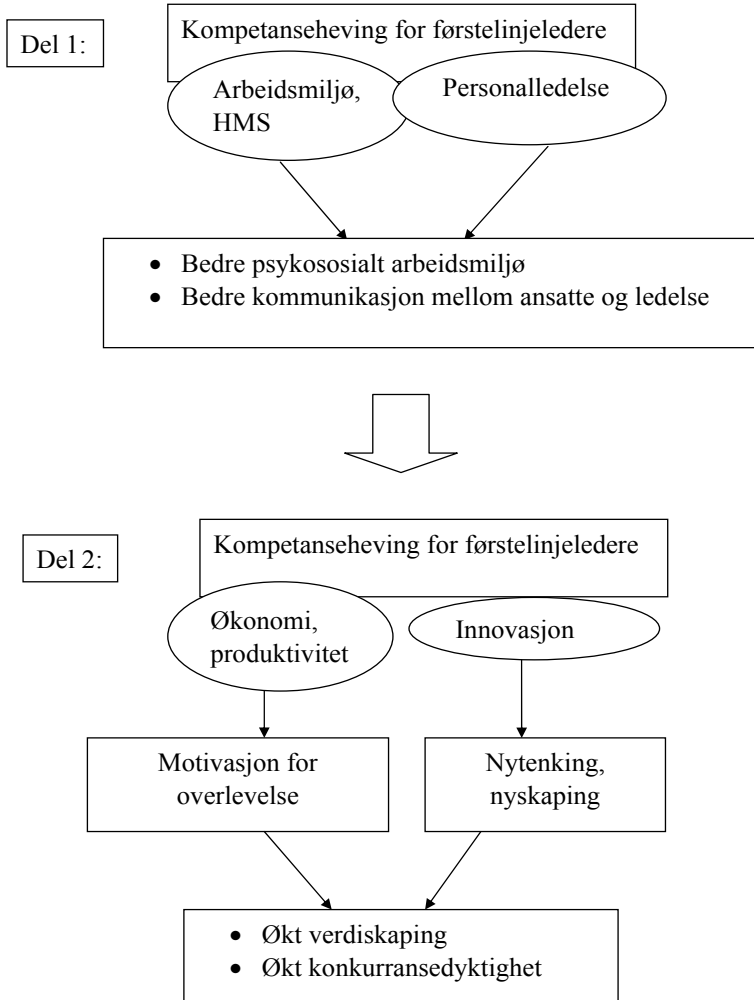 Del 1:
Kompetanseheving for førstelinjeledere
Arbeidsmiljø,
HMS
Personalledelse
• Bedre psykososialt arbeidsmiljø
• Bedre kommunikasjon mellom ansatte og ledelse
Del 2:
Kompetanseheving for førstelinjeledere
Økonomi,
produktivitet
Innovasjon
Motivasjon for
overlevelse
Nytenking,
nyskaping
• Økt verdiskaping
• Økt konkurransedyktighet